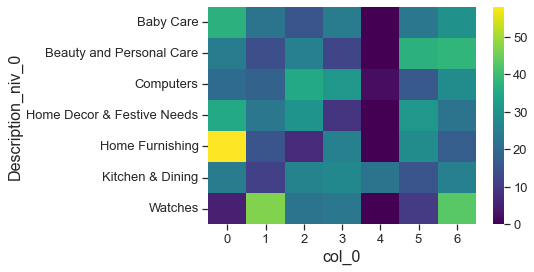 Description_niv_0
Baby Care
Beauty and Personal Care
Computers
Home Decor & Festive Needs
Home Furnishing
Kitchen & Dining
Watches
0 1 2 3 4 5 6
col_0
50
40
30
20
10
0